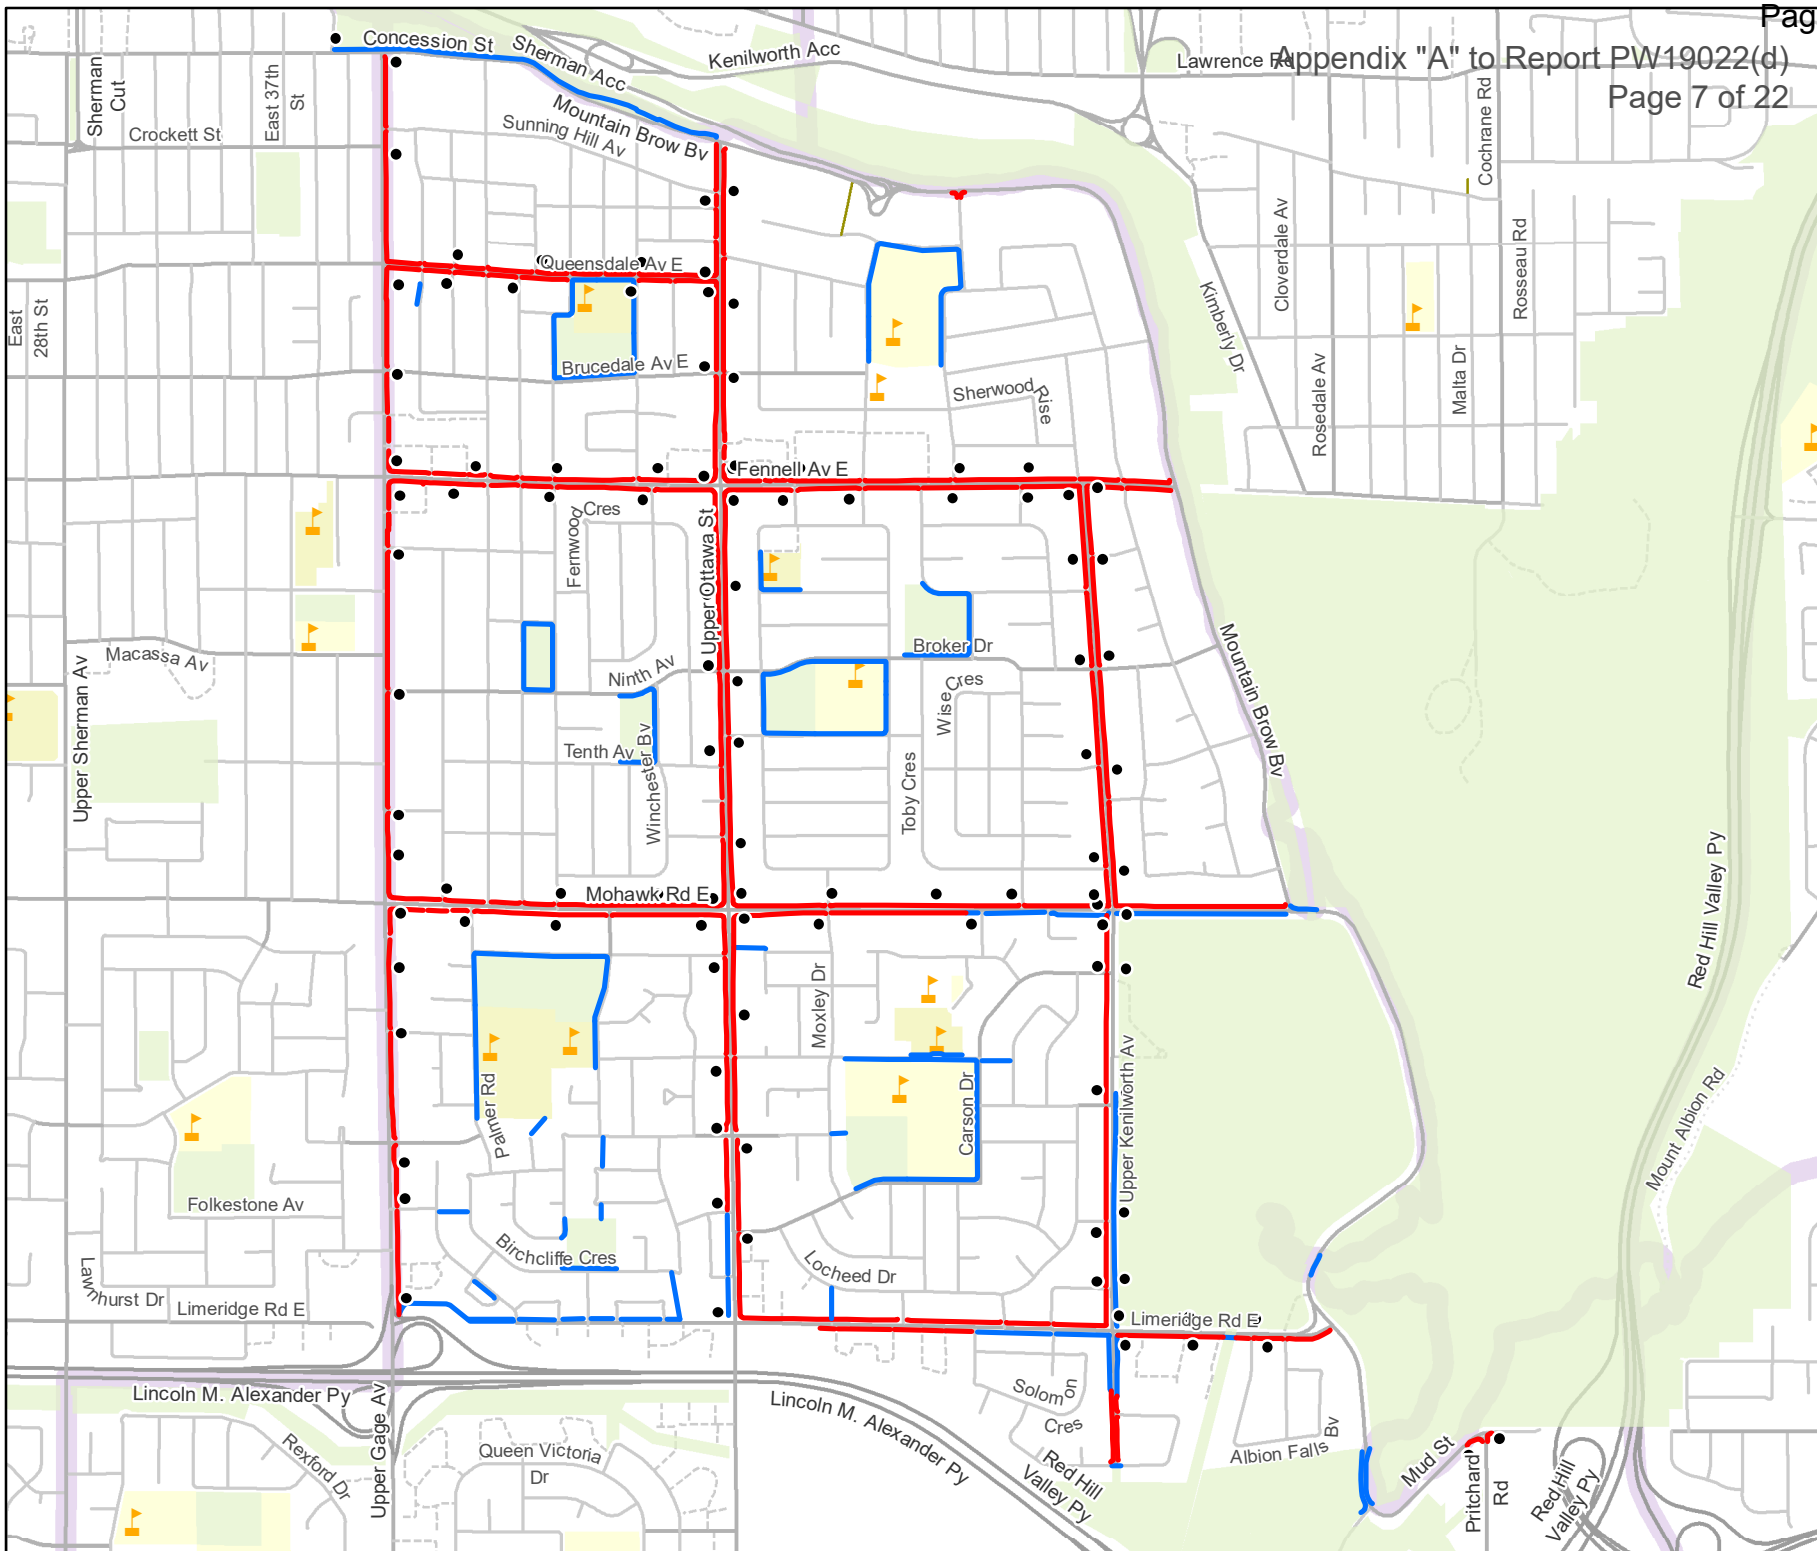 Pag
Appendix "A" to Report PW19022(d)
Page 7 of 22
Concession St
Sherman Acc
Kenilworth Acc
Lawrence Rd
Sherman
Cut
East 37th
St
Crockett St
Mountain Brow Bv
Sunning Hill Av
Cochrane Rd
Cloverdale Av
Rosseau Rd
Queensdale Av E
East
28th St
Kimberly Dr
Brucedale Av E
Sherwood
Rise
Rosedale Av
Malta Dr
Fennell Av E
Fernwood
Cres
Upper Ottawa St
Macassa Av
Upper Sherman Av
Ninth Av
Broker Dr
Wise
Cres
Mountain Brow Bv
Tenth Av
Winchester Bv
Toby Cres
Red Hill Valley Py
Mohawk Rd E
Moxley Dr
Palmer Rd
Carson Dr
Upper Kenilworth Av
Mount Albion Rd
Folkestone Av
Birchcliffe Cres
Locheed Dr
Lawnhurst Dr
Limeridge Rd E
Limeridge Rd E
Lincoln M. Alexander Py
Lincoln M. Alexander Py
Solomon
Cres
Upper Gage Av
Rexford Dr
Queen Victoria
Dr
Red Hill
Valley Py
Albion Falls Bv
Mud St
Pritchard
Rd
Red Hill
Valley Py